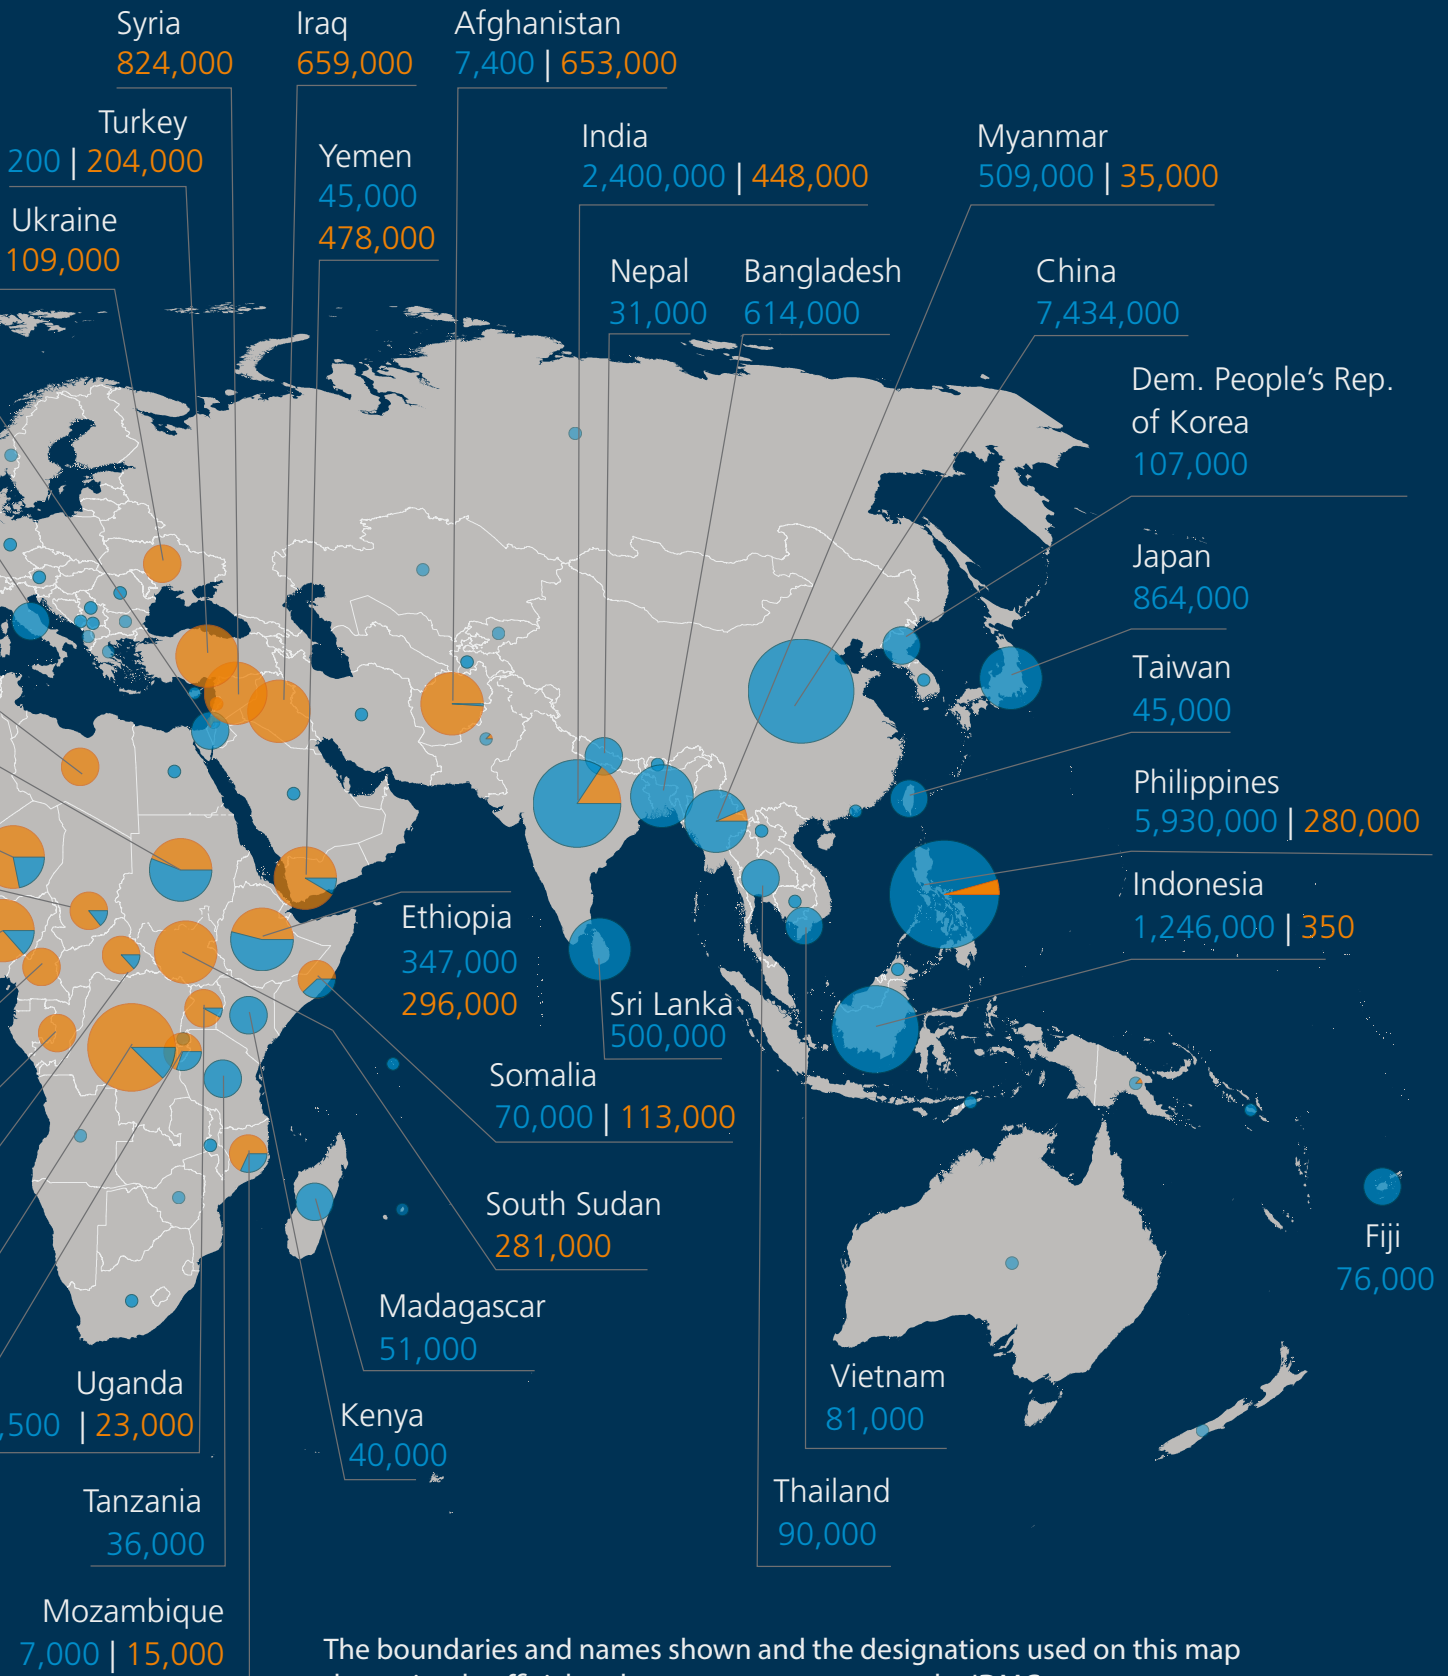 Syria
824,000
Iraq
659,000
Afghanistan
7,400 | 653,000
Turkey
200 | 204,000
Yemen
45,000
478,000
India
2,400,000 | 448,000
Myanmar
509,000 | 35,000
Ukraine
109,000
Nepal
31,000
Bangladesh
614,000
China
7,434,000
Dem. People's Rep.
of Korea
107,000
Japan
864,000
Taiwan
45,000
Philippines
5,930,000 | 280,000
Indonesia
1,246,000 | 350
Ethiopia
347,000
296,000
Sri Lanka
500,000
Somalia
70,000 | 113,000
South Sudan
281,000
Fiji
76,000
Madagascar
51,000
Vietnam
81,000
Uganda
,500 | 23,000
Kenya
40,000
Thailand
90,000
Tanzania
36,000
Mozambique
7,000 | 15,000
The boundaries and names shown and the designations used on this map